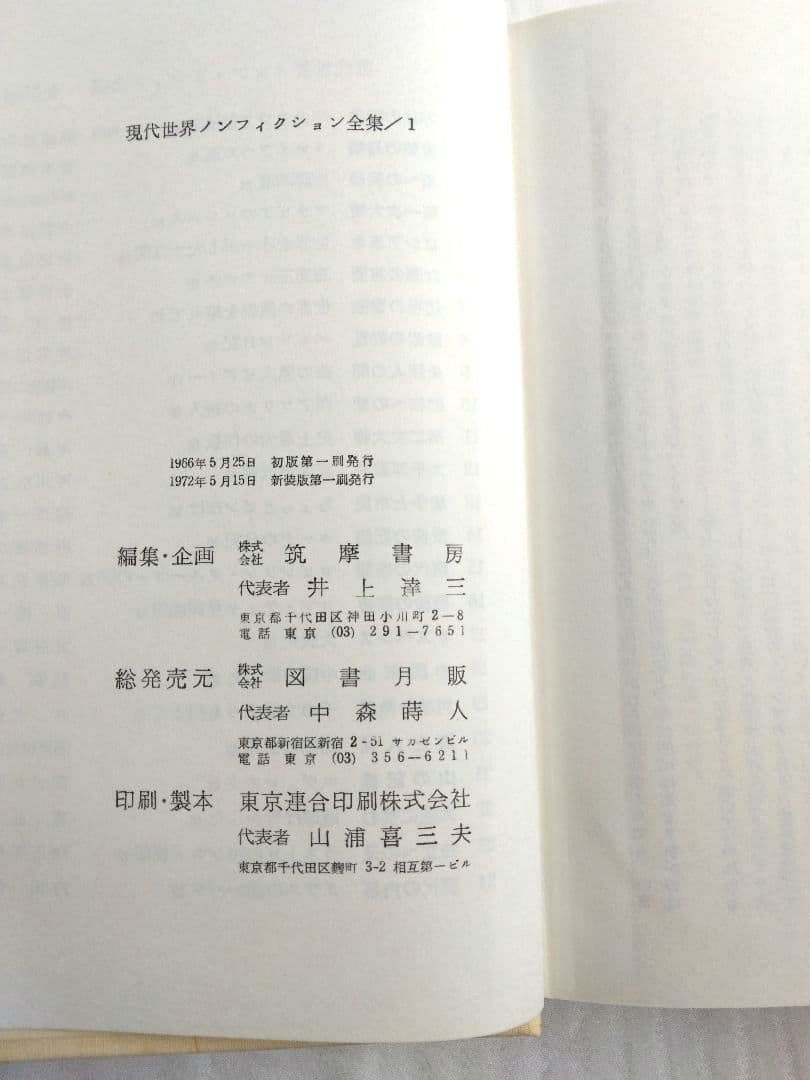 現代世界ノンフィクション全集/1
1966年5月25日 初版第一刷発行
1972年5月15日 新装版第一刷発行
編集・企画 株式会社 筑摩書房
代表者 井上達三
東京都千代田区神田小川町2—8
電話 東京 (03) 291—7651
総発売元 株式会社 図書月販
代表者 中森蒔人
東京都新宿区新宿 2-51 サカゼンビル
電話 東京 (03) 356—6211
印刷・製本 東京連合印刷株式会社
代表者 山浦喜三夫
東京都千代田区麴町 3-2 相互第一ビル